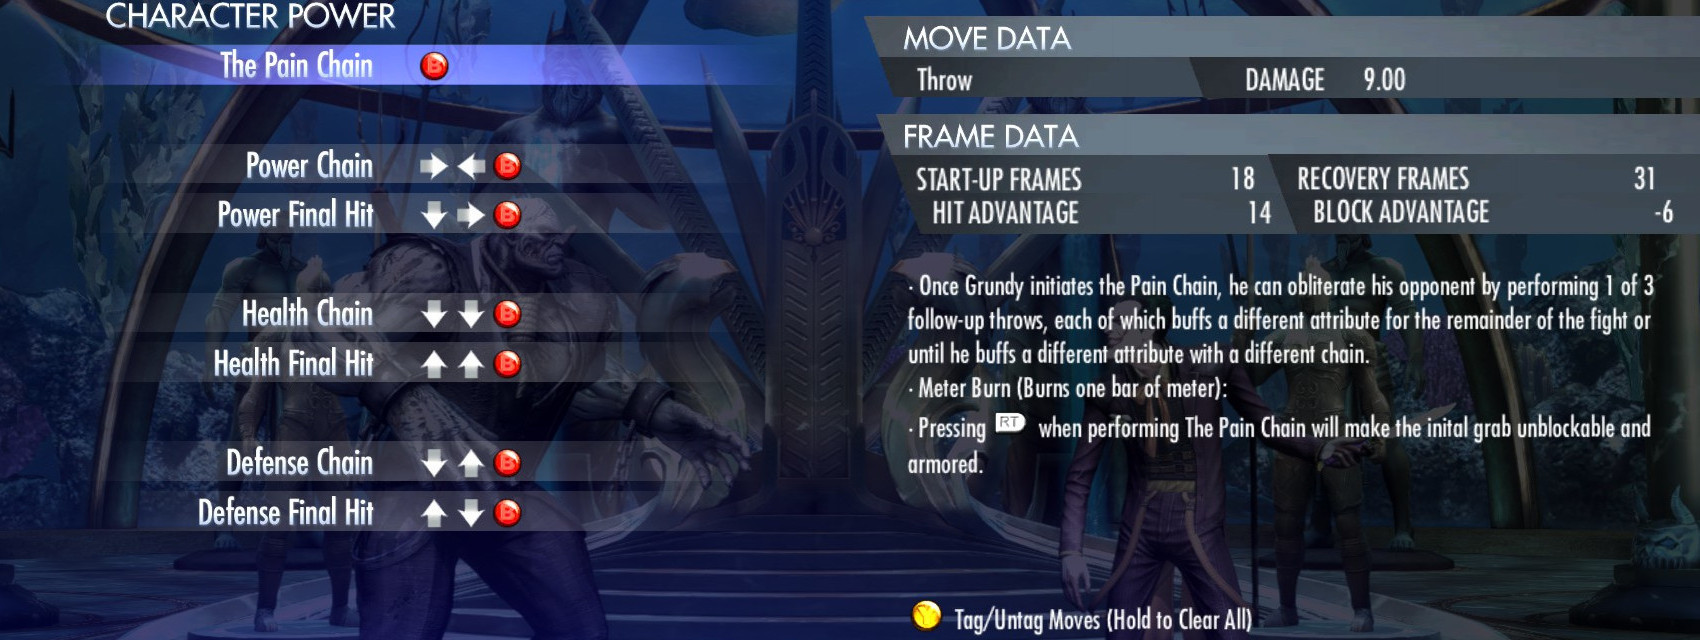 CHARACTER POWER
The Pain Chain B
Power Chain B
Power Final Hit B
Health Chain B
Health Final Hit B
Defense Chain B
Defense Final Hit B
MOVE DATA
Throw DAMAGE 9.00
FRAME DATA
START-UP FRAMES 18 RECOVERY FRAMES 31
HIT ADVANTAGE 14 BLOCK ADVANTAGE -6
· Once Grundy initiates the Pain Chain, he can obliterate his opponent by performing 1 of 3
follow-up throws, each of which buffs a different attribute for the remainder of the fight or
until he buffs a different attribute with a different chain.
· Meter Burn (Burns one bar of meter):
· Pressing RT when performing The Pain Chain will make the inital grab unblockable and
armored.
Y Tag/Untag Moves (Hold to Clear All)